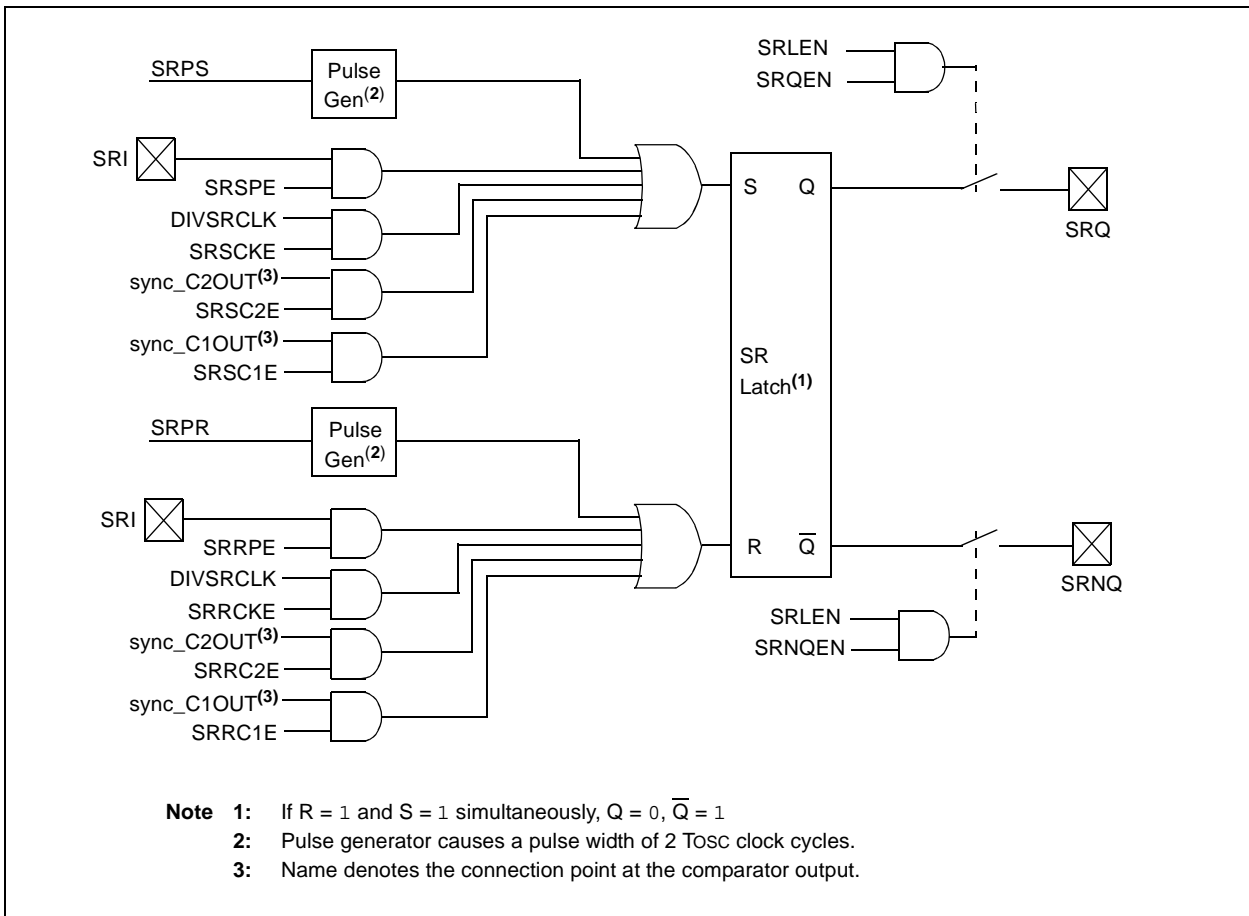 SRPS
Pulse
Gen(2)
SRI
SRSPE
DIVSRCLK
SRSCKE
sync_C2OUT(3)
SRSC2E
sync_C1OUT(3)
SRSC1E
SRPR
Pulse
Gen(2)
SRI
SRRPE
DIVSRCLK
SRRCKE
sync_C2OUT(3)
SRRC2E
sync_C1OUT(3)
SRRC1E
S Q
SR
Latch(1)
R Q̅
SRLEN
SRQEN
SRQ
SRNQ
SRLEN
SRNQEN
Note 1: If R = 1 and S = 1 simultaneously, Q = 0, Q̅ = 1
2: Pulse generator causes a pulse width of 2 TOSC clock cycles.
3: Name denotes the connection point at the comparator output.